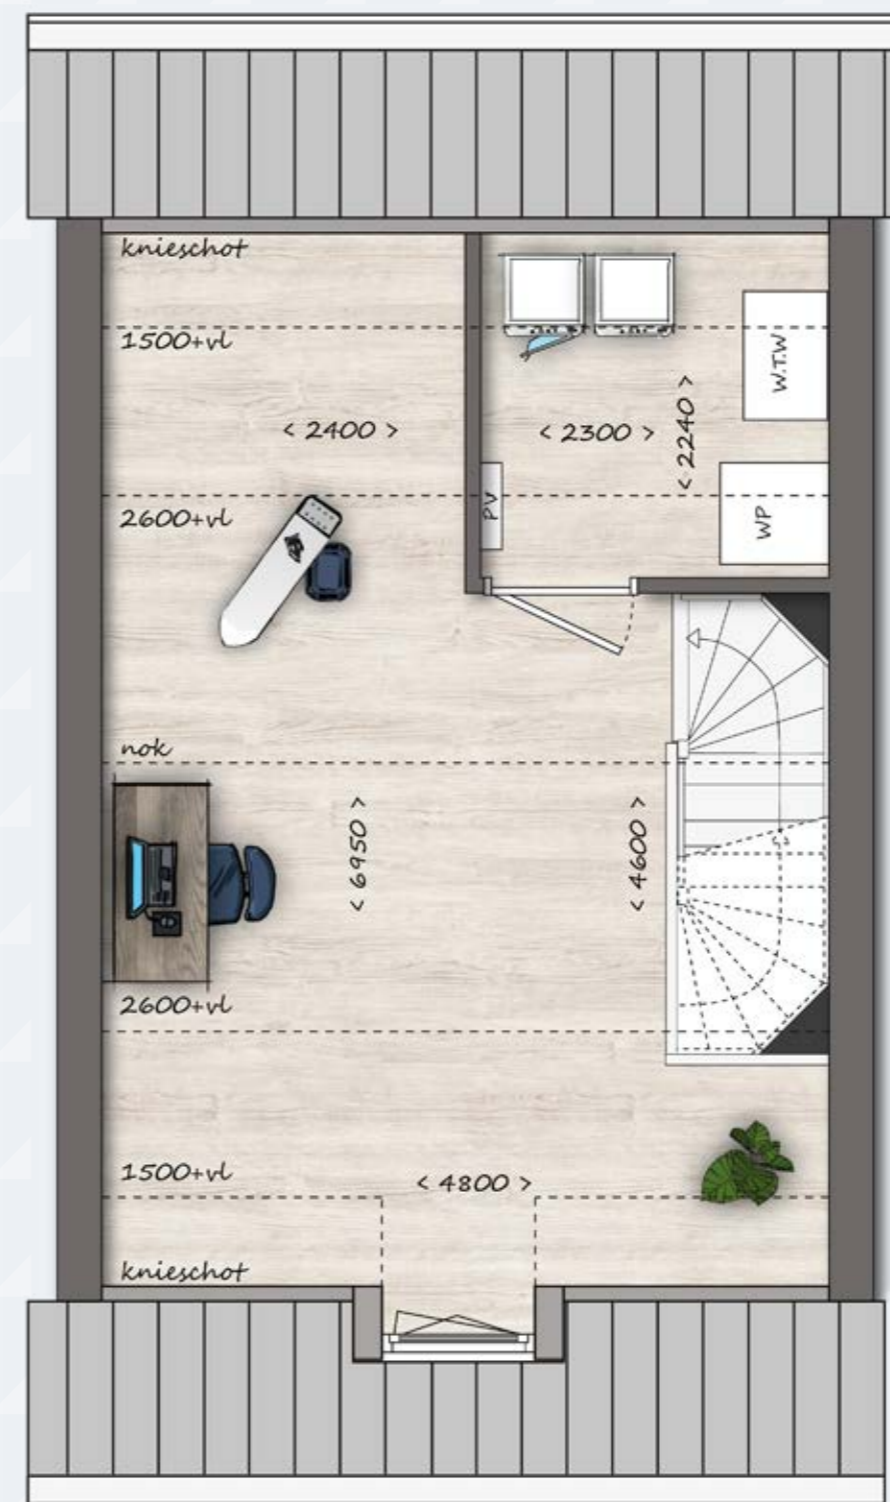 knieschot
1500+vl
< 2400 >
< 2300 >
< 2240 >
W.T.W
2600+vl
PV
WP
nok
< 6950 >
< 4600 >
2600+vl
1500+vl
< 4800 >
knieschot